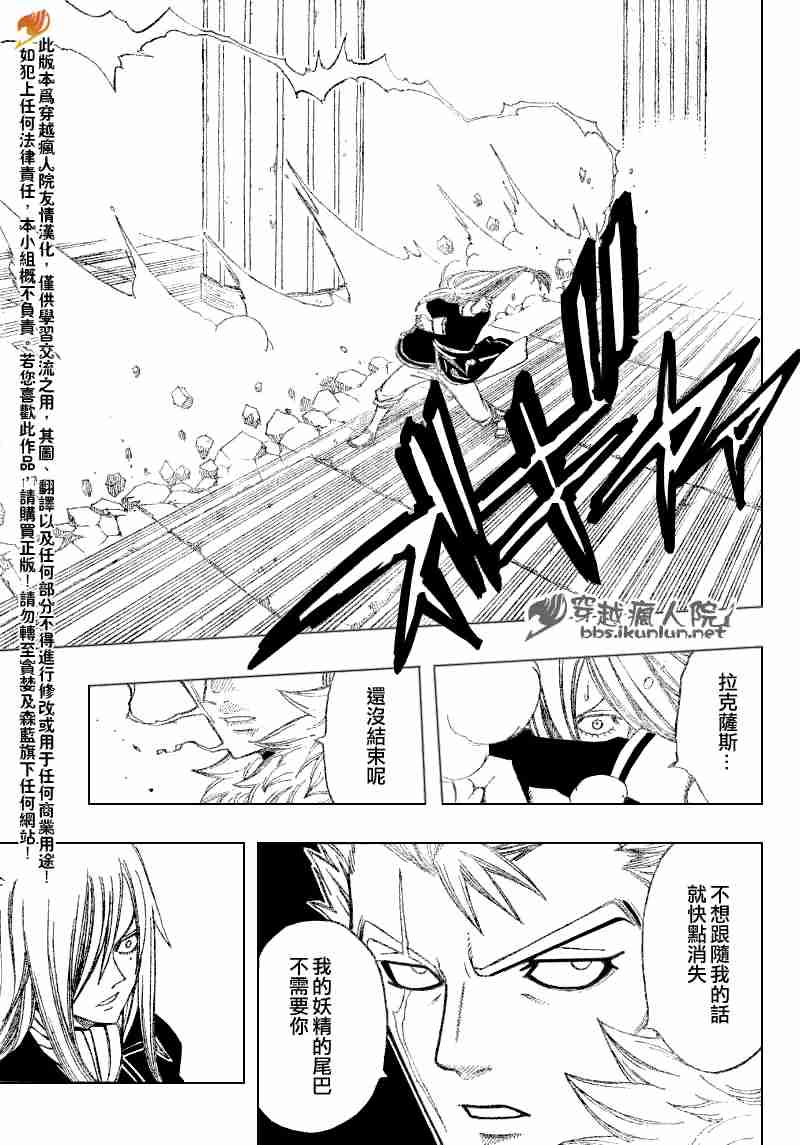 此版本爲穿越瘋人院友情漢化，僅供學習交流之用，其圖、翻譯以及任何部分不得進行修改或用于任何商業用途！
如犯上任何法律責任，本小組概不負責。若您喜歡此作品，請購買正版！請勿轉至貪婪及森藍旗下任何網站！
穿越瘋人院
bbs.ikunlun.net
拉克薩斯…
還沒結束呢
不想跟隨我的話
就快點消失
我的妖精的尾巴
不需要你